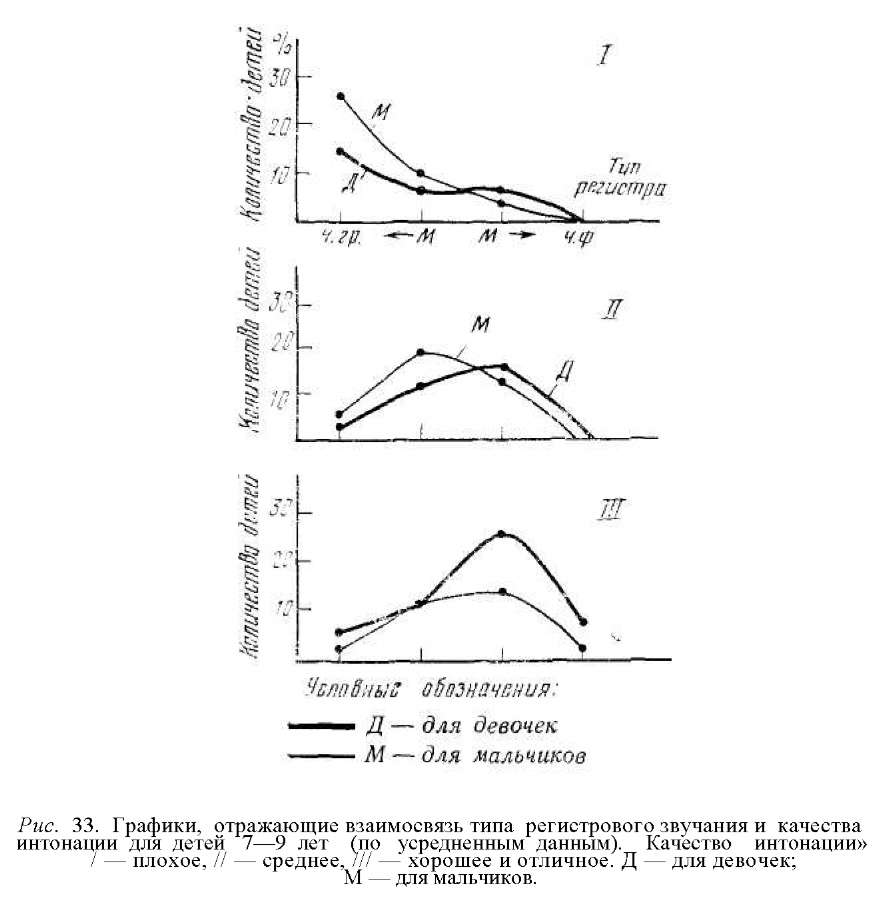 Количество детей
%
30
20
10
I
М
Д
Тип
регистра
ч.гр. ←М М→ ч.ф
Количество детей
30
20
10
II
М
Д
Количество детей
30
20
10
III
Условные обозначения:
Д — для девочек
М — для мальчиков
Рис. 33. Графики, отражающие взаимосвязь типа регистрового звучания и качества
интонации для детей 7—9 лет (по усредненным данным). Качество интонации»
/ — плохое, // — среднее, /// — хорошее и отличное. Д — для девочек;
М — для мальчиков.